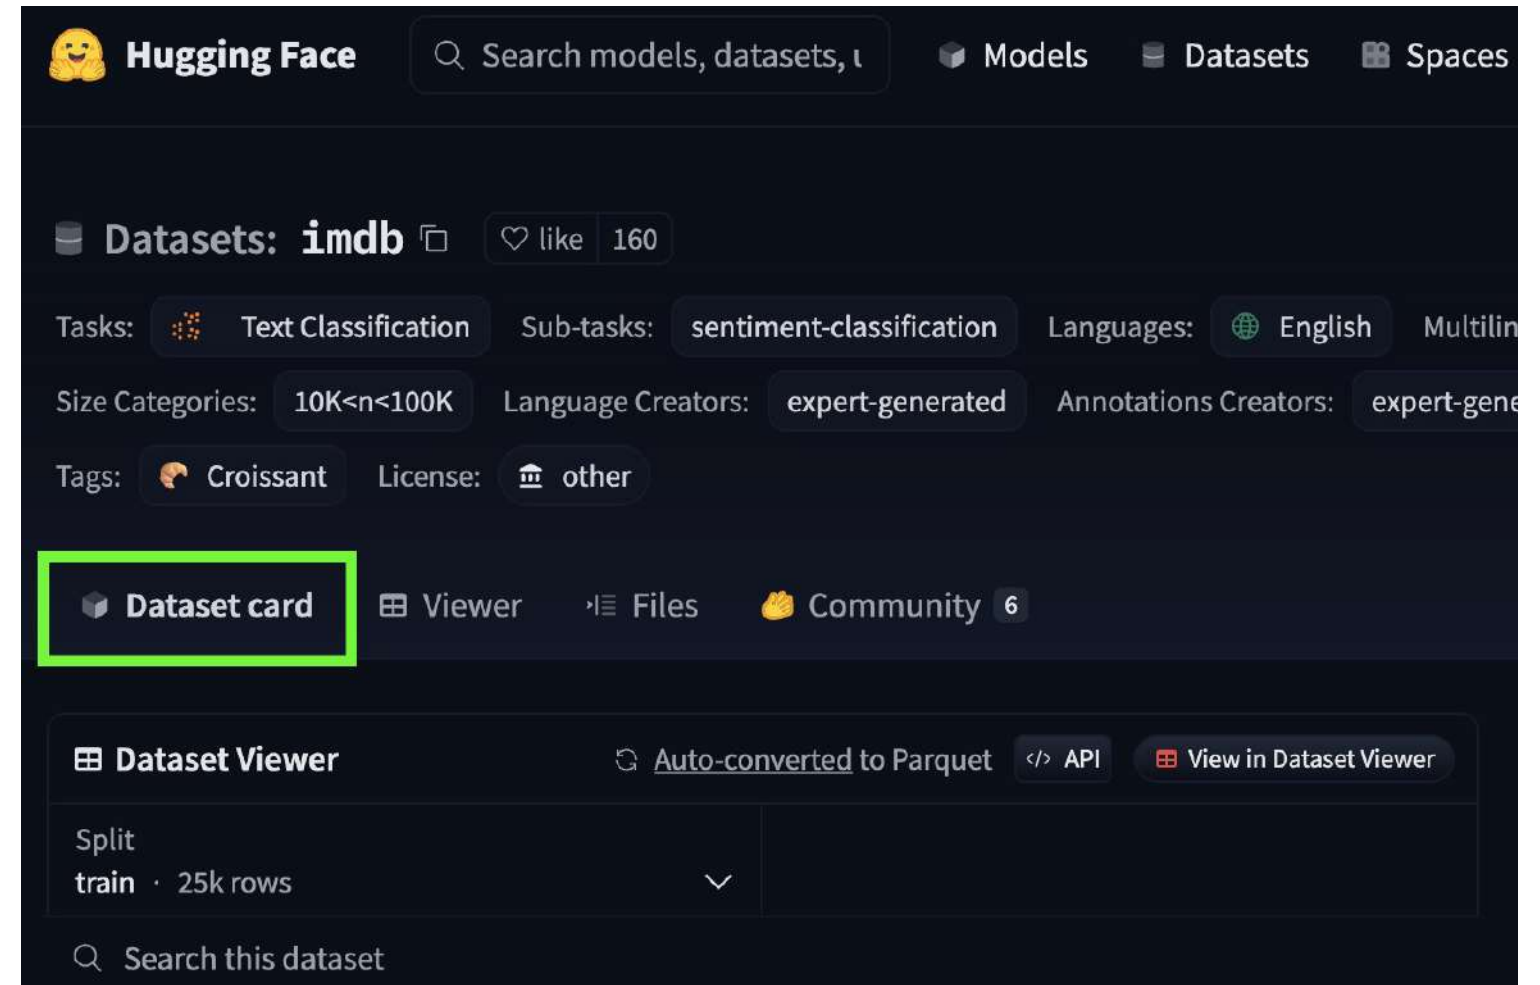 Hugging Face Search models, datasets, Models Datasets Spaces
Datasets: imdb like 160
Tasks: Text Classification Sub-tasks: sentiment-classification Languages: English Multilin
Size Categories: 10K<n<100K Language Creators: expert-generated Annotations Creators: expert-gene
Tags: Croissant License: other
Dataset card Viewer Files Community 6
Dataset Viewer Auto-converted to Parquet </> API View in Dataset Viewer
Split
train · 25k rows
Search this dataset